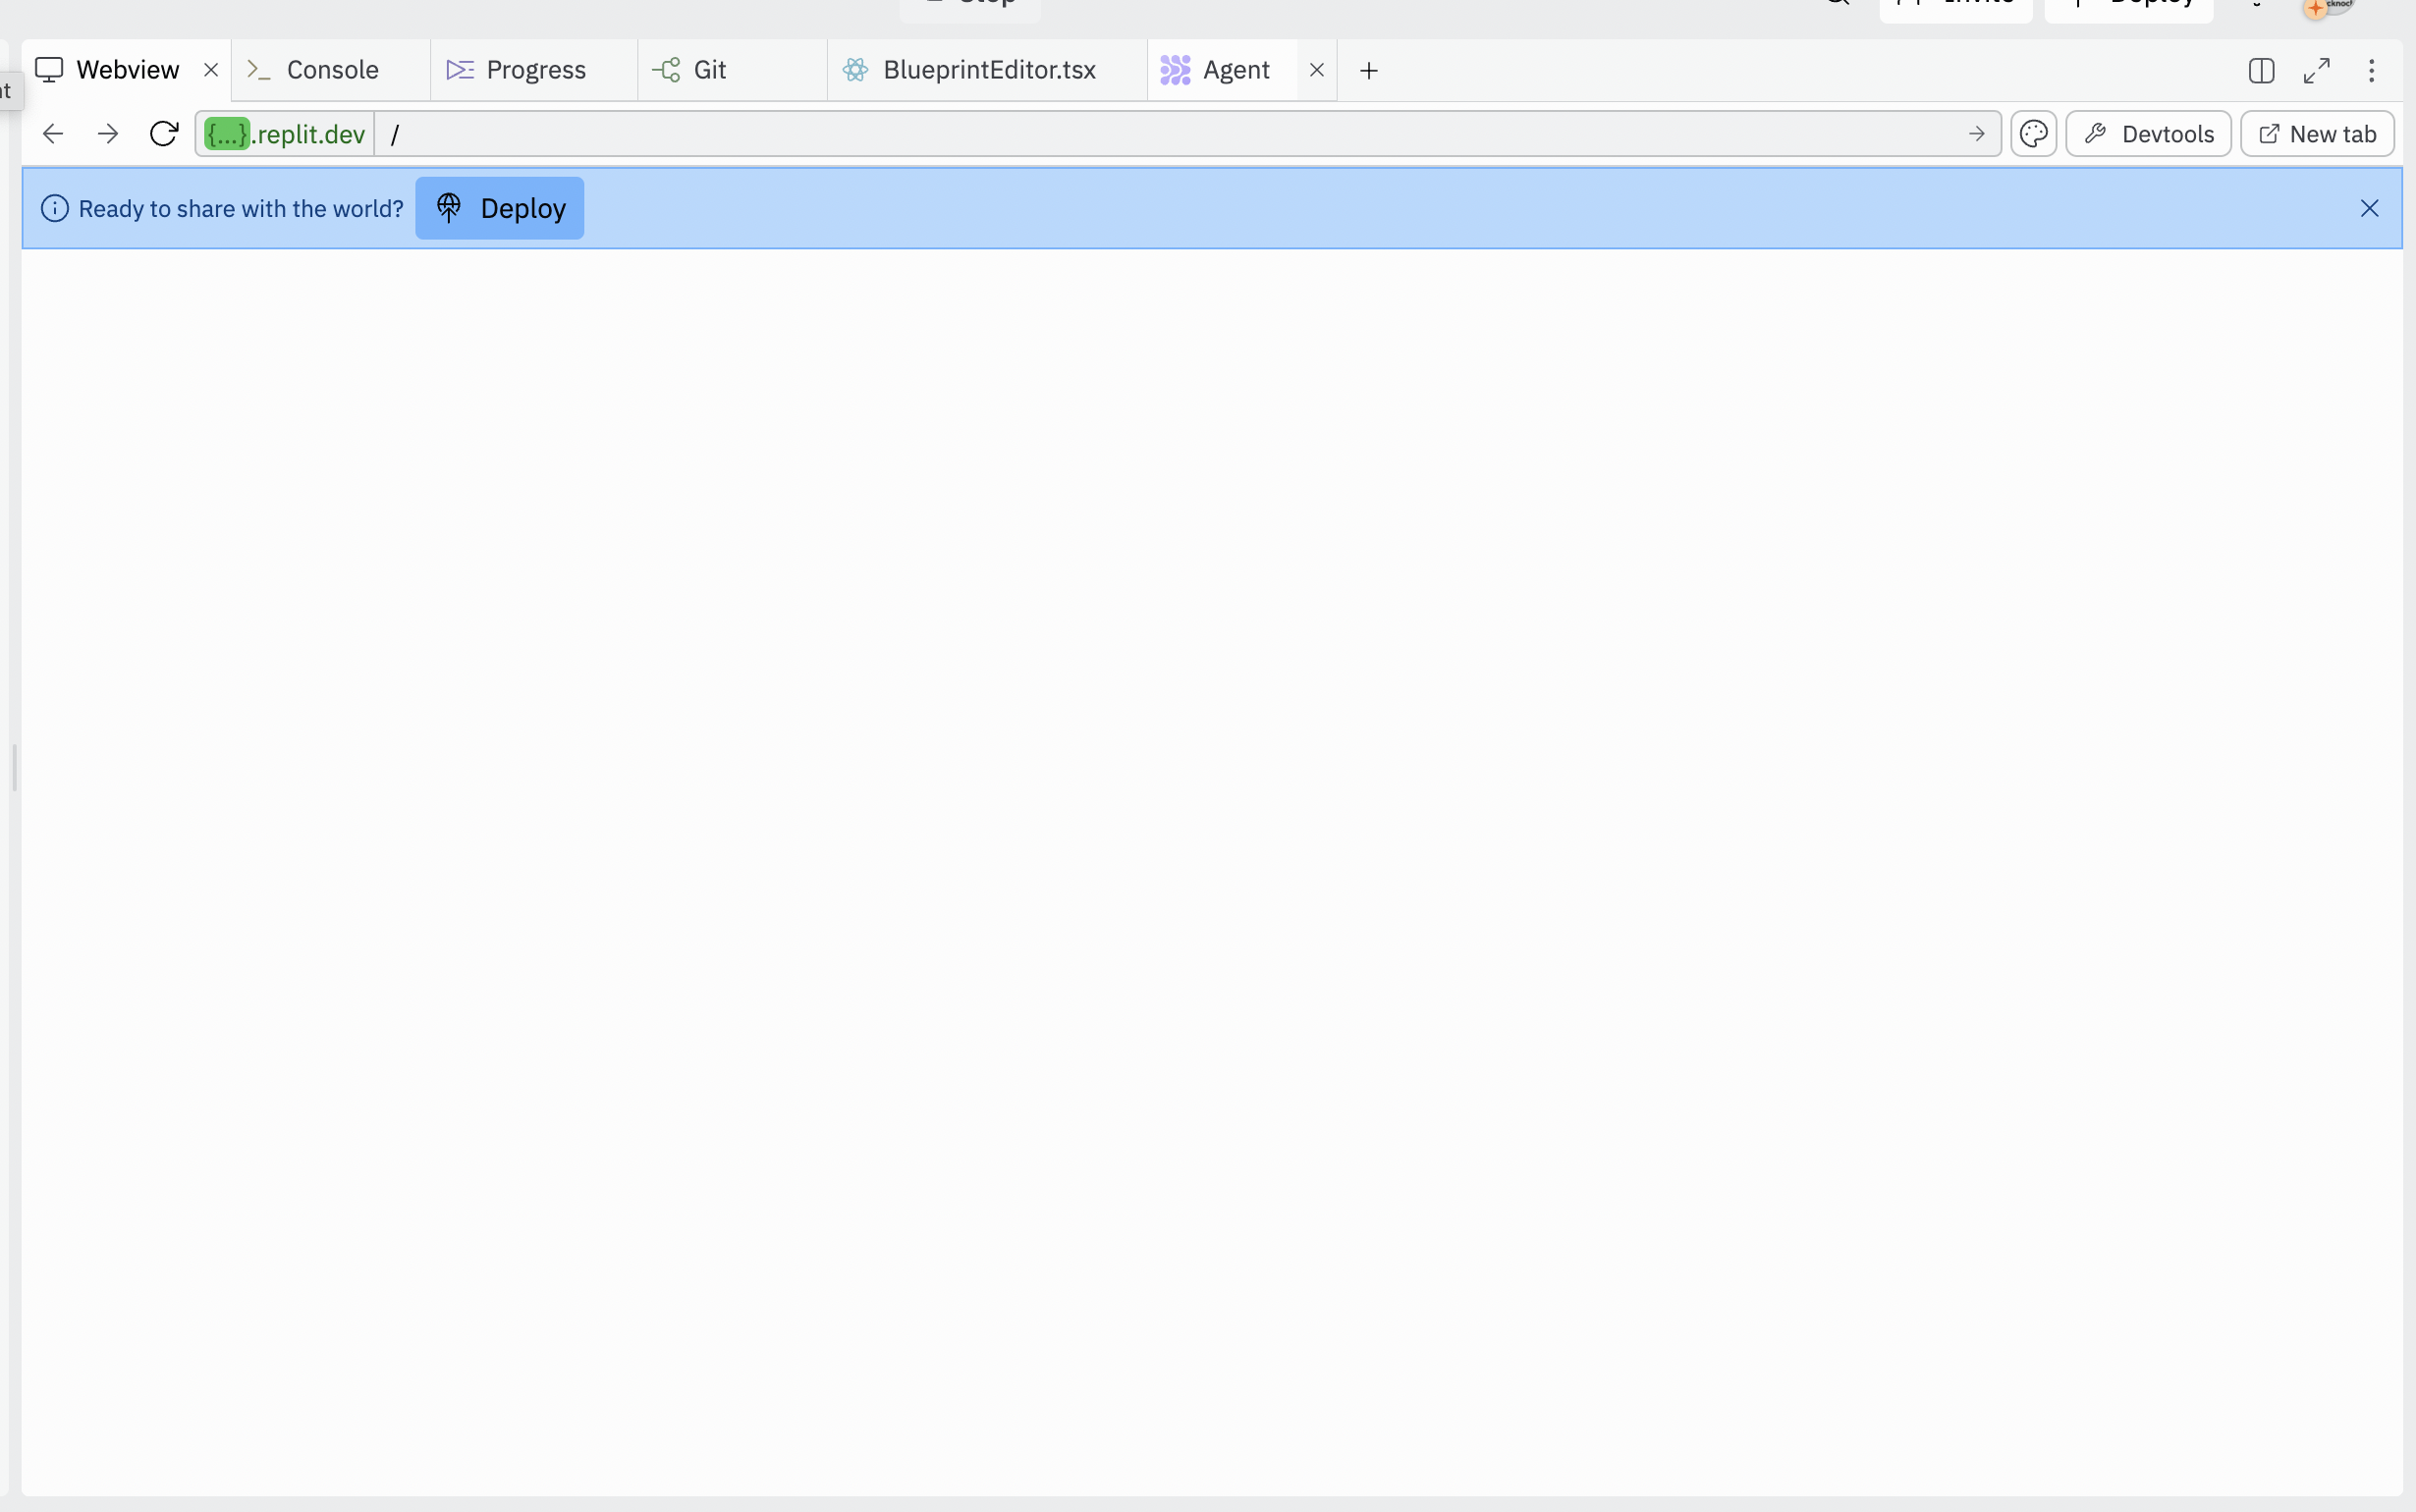 Stop
Invite
Deploy
Webview
Console
Progress
Git
BlueprintEditor.tsx
Agent
{...}.replit.dev
/
Devtools
New tab
Ready to share with the world?
Deploy